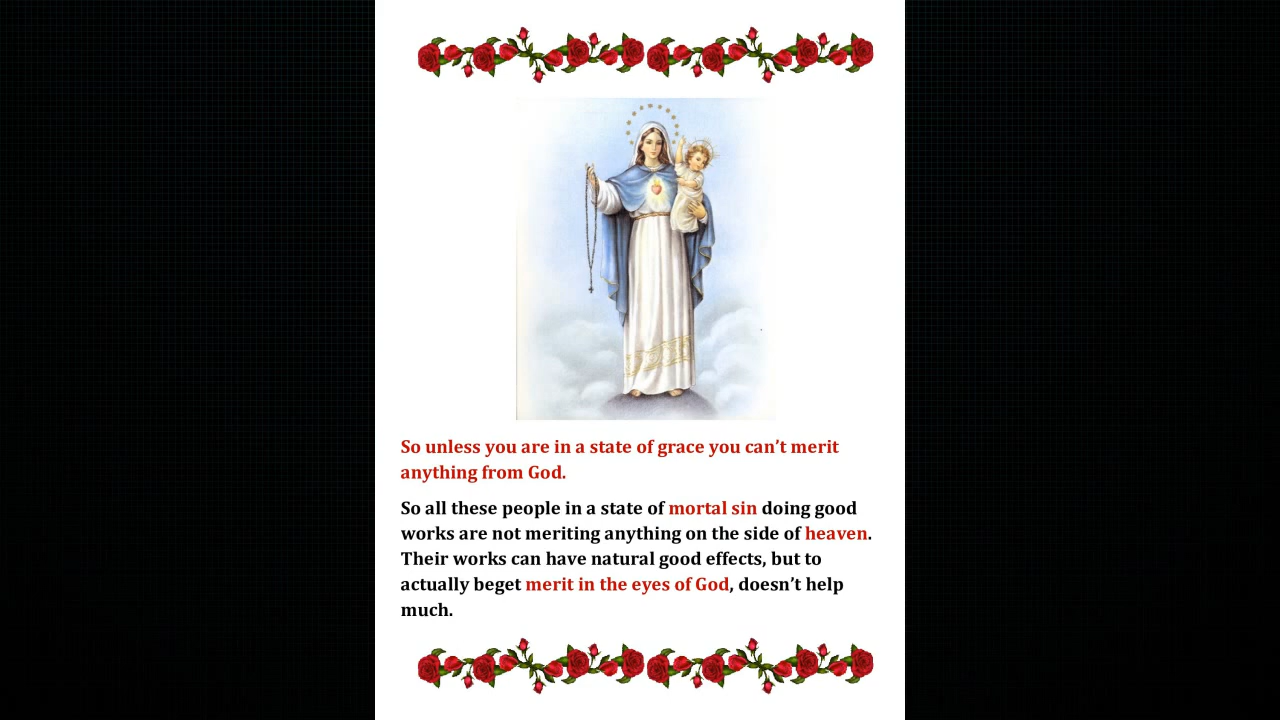 So unless you are in a state of grace you can’t merit
anything from God.
So all these people in a state of mortal sin doing good
works are not meriting anything on the side of heaven.
Their works can have natural good effects, but to
actually beget merit in the eyes of God, doesn’t help
much.